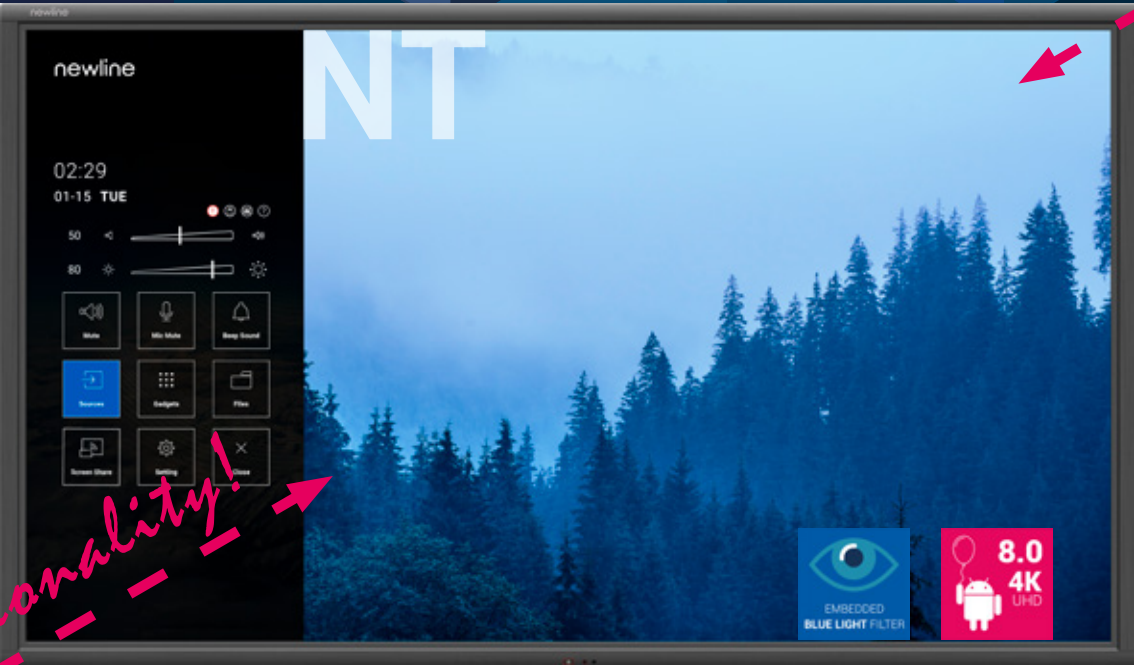 newline
NT
newline
02:29
01-15 TUE
50
80
Mute
Mic Mute
Beep Sound
Sources
Gadgets
Files
Screen Share
Setting
Close
onality!
8.0
4K
UHD
EMBEDDED
BLUE LIGHT FILTER